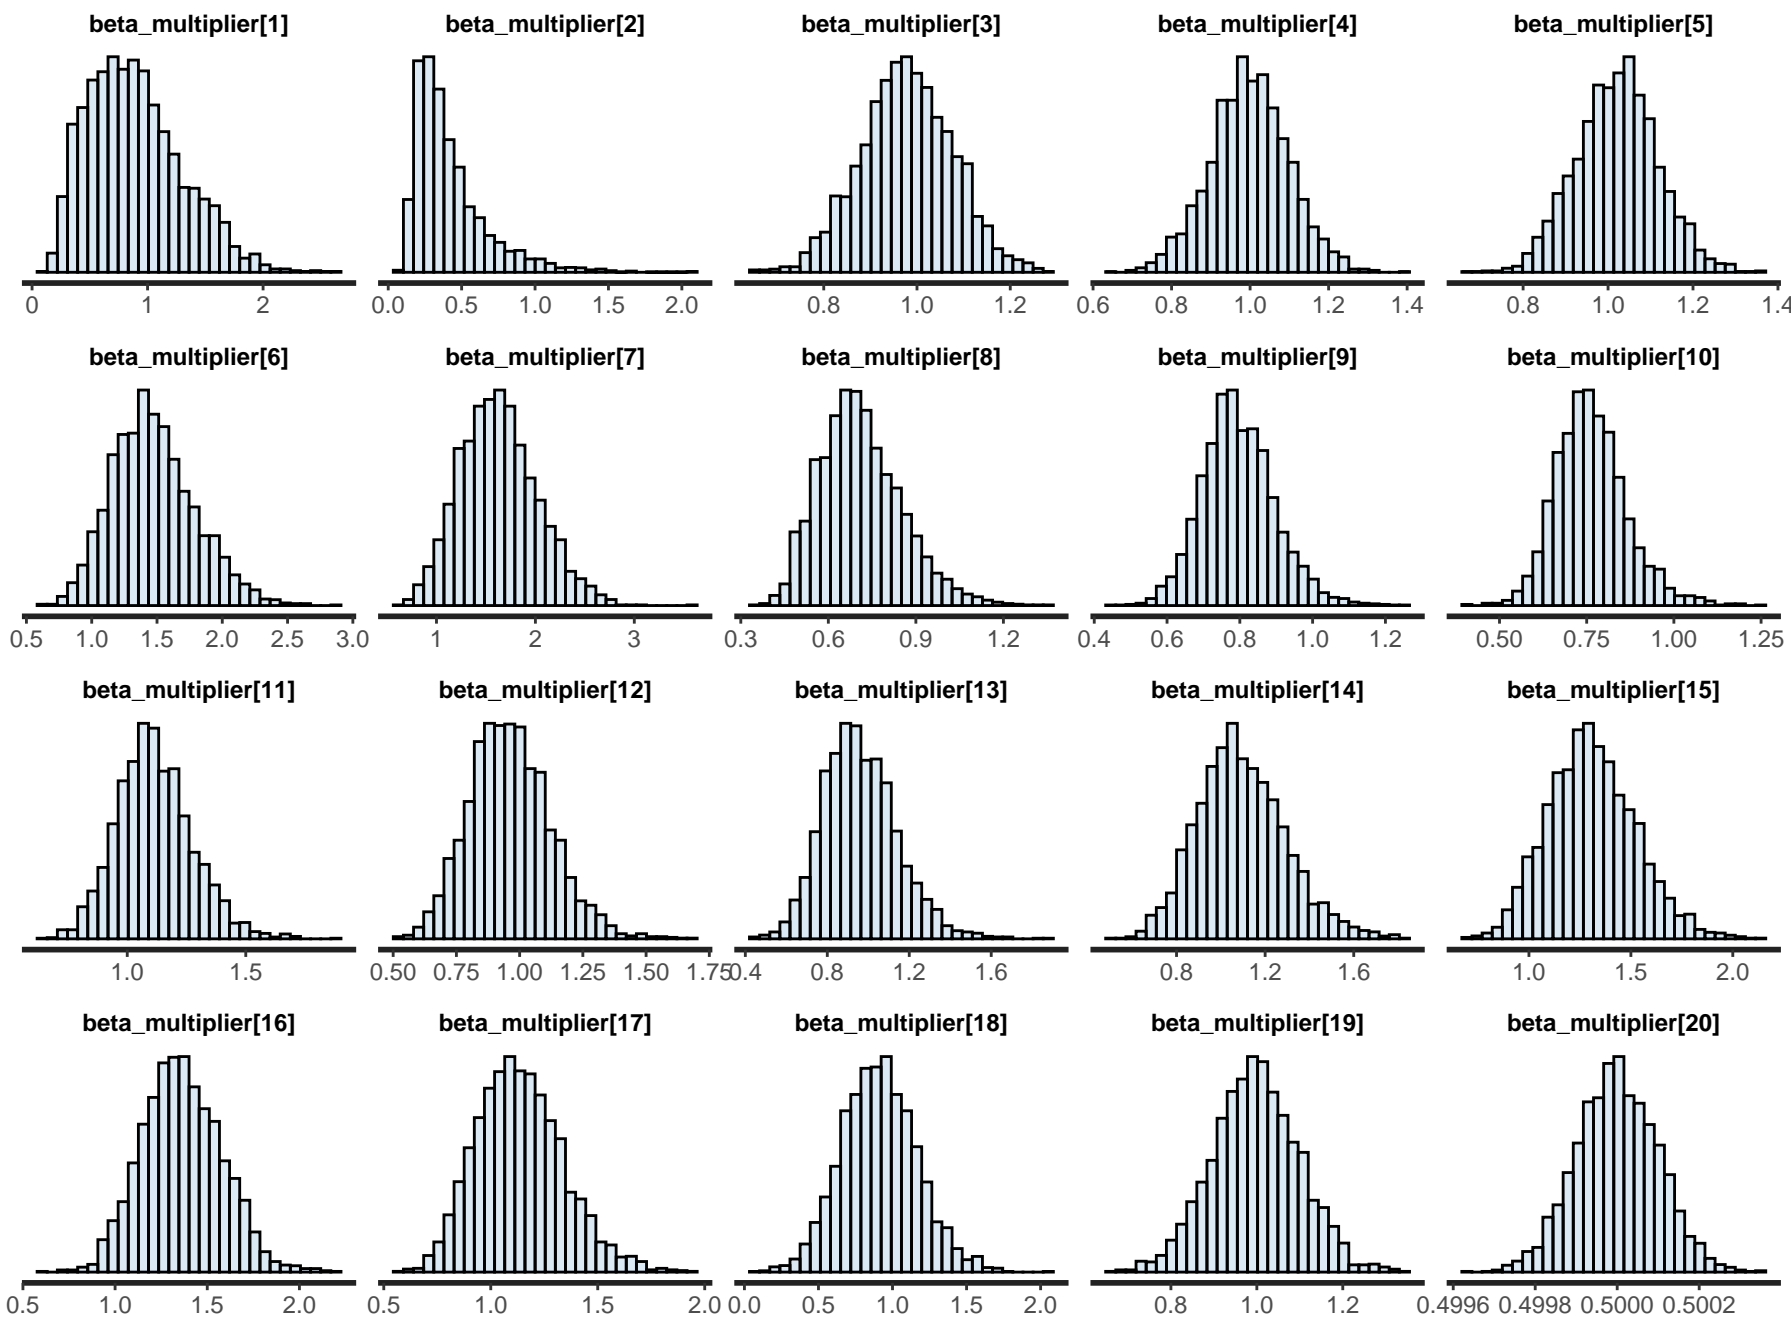 beta_multiplier[1] beta_multiplier[2] beta_multiplier[3] beta_multiplier[4] beta_multiplier[5]
0 1 2 0.0 0.5 1.0 1.5 2.0 0.8 1.0 1.2 0.6 0.8 1.0 1.2 1.4 0.8 1.0 1.2 1.4
beta_multiplier[6] beta_multiplier[7] beta_multiplier[8] beta_multiplier[9] beta_multiplier[10]
0.5 1.0 1.5 2.0 2.5 3.0 1 2 3 0.3 0.6 0.9 1.2 0.4 0.6 0.8 1.0 1.2 0.50 0.75 1.00 1.25
beta_multiplier[11] beta_multiplier[12] beta_multiplier[13] beta_multiplier[14] beta_multiplier[15]
1.0 1.5 0.50 0.75 1.00 1.25 1.50 1.75 0.4 0.8 1.2 1.6 0.8 1.2 1.6 1.0 1.5 2.0
beta_multiplier[16] beta_multiplier[17] beta_multiplier[18] beta_multiplier[19] beta_multiplier[20]
0.5 1.0 1.5 2.0 0.5 1.0 1.5 2.0 0.0 0.5 1.0 1.5 2.0 0.8 1.0 1.2 0.4996 0.4998 0.5000 0.5002